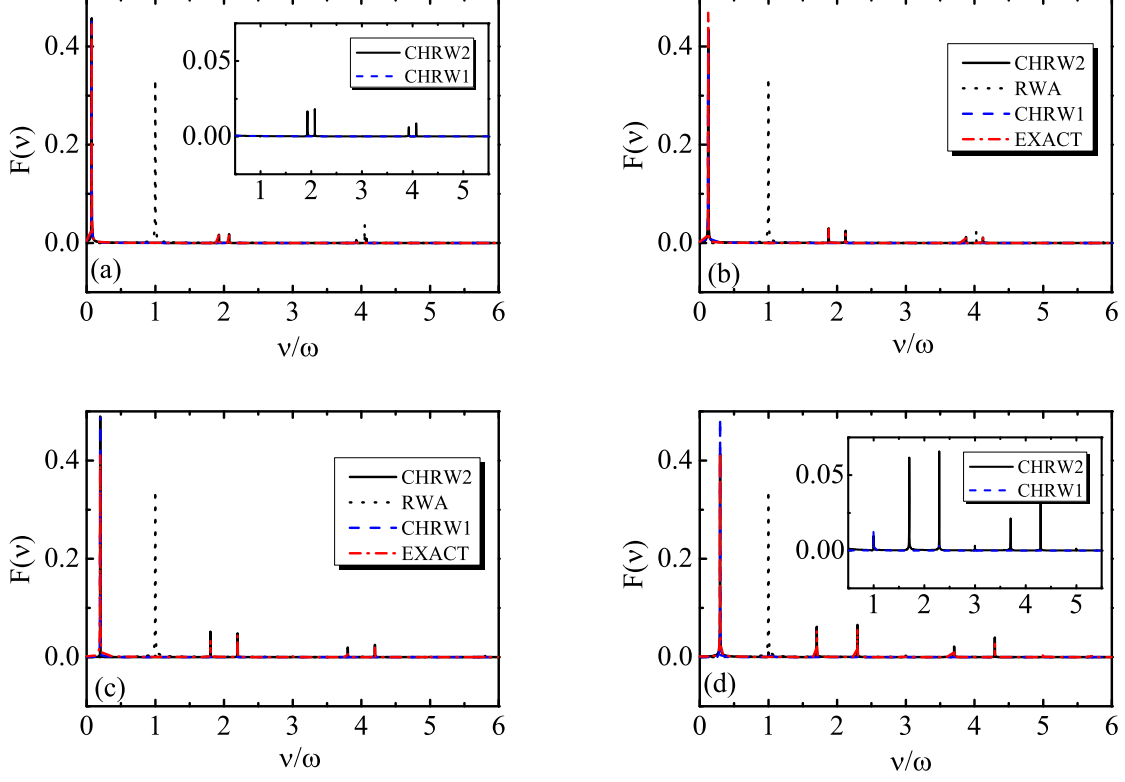 F(ν)
0.4
0.2
0.0
0.05
0.00
CHRW2
CHRW1
1 2 3 4 5
(a)
0 1 2 3 4 5 6
ν/ω
F(ν)
0.4
0.2
0.0
CHRW2
RWA
CHRW1
EXACT
(b)
0 1 2 3 4 5 6
ν/ω
F(ν)
0.4
0.2
0.0
CHRW2
RWA
CHRW1
EXACT
(c)
0 1 2 3 4 5 6
ν/ω
F(ν)
0.4
0.2
0.0
0.05
0.00
CHRW2
CHRW1
1 2 3 4 5
(d)
0 1 2 3 4 5 6
ν/ω